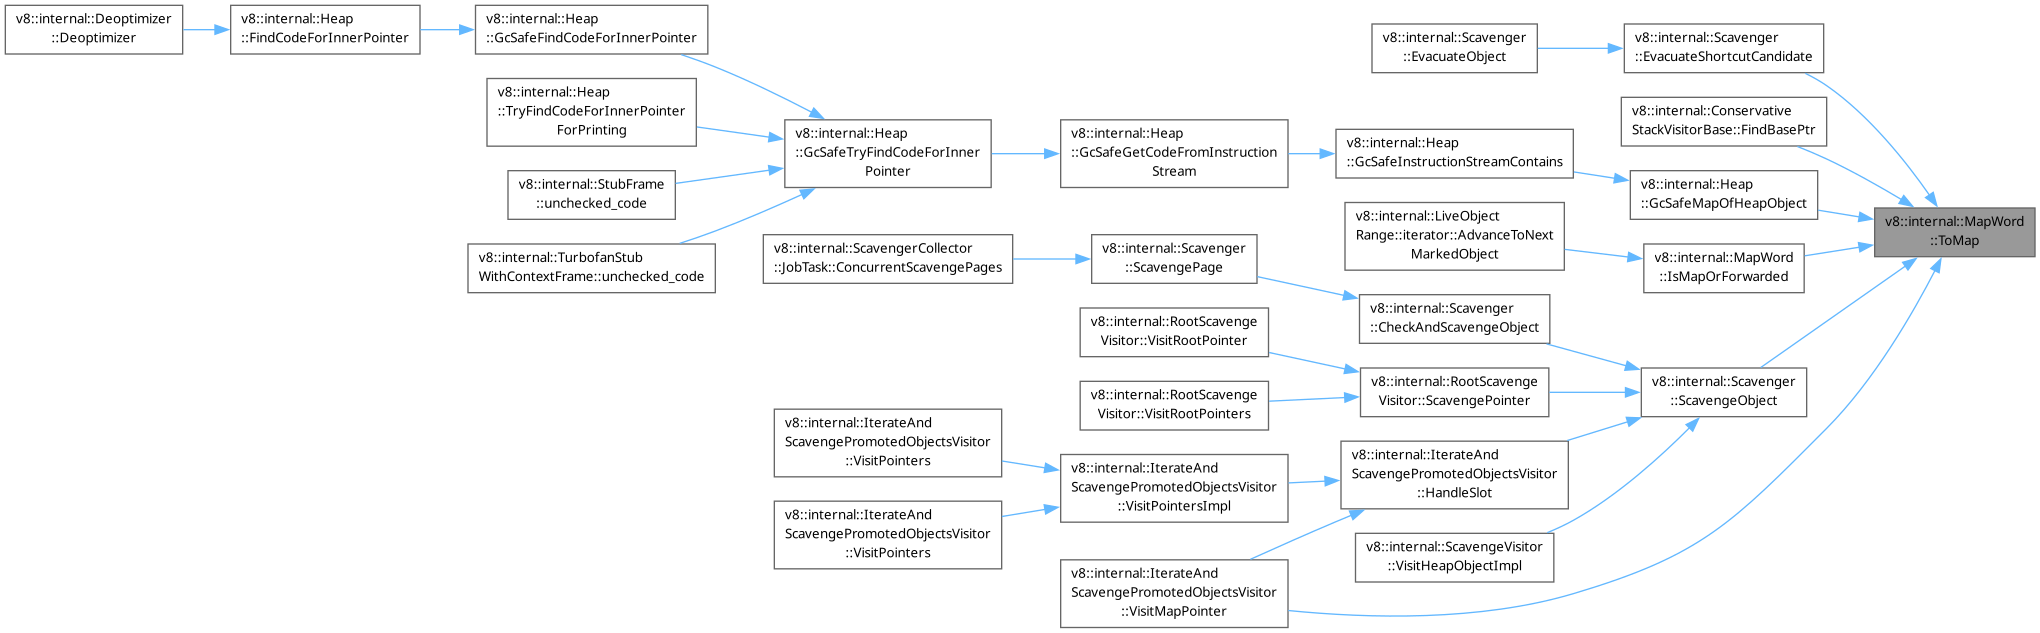 v8::internal::Deoptimizer
::Deoptimizer
v8::internal::Heap
::FindCodeForInnerPointer
v8::internal::Heap
::GcSafeFindCodeForInnerPointer
v8::internal::Heap
::TryFindCodeForInnerPointer
ForPrinting
v8::internal::StubFrame
::unchecked_code
v8::internal::TurbofanStub
WithContextFrame::unchecked_code
v8::internal::Heap
::GcSafeTryFindCodeForInner
Pointer
v8::internal::Heap
::GcSafeGetCodeFromInstruction
Stream
v8::internal::Heap
::GcSafeInstructionStreamContains
v8::internal::Scavenger
::EvacuateObject
v8::internal::Scavenger
::EvacuateShortcutCandidate
v8::internal::Conservative
StackVisitorBase::FindBasePtr
v8::internal::Heap
::GcSafeMapOfHeapObject
v8::internal::MapWord
::ToMap
v8::internal::LiveObject
Range::iterator::AdvanceToNext
MarkedObject
v8::internal::MapWord
::IsMapOrForwarded
v8::internal::ScavengerCollector
::JobTask::ConcurrentScavengePages
v8::internal::Scavenger
::ScavengePage
v8::internal::Scavenger
::CheckAndScavengeObject
v8::internal::RootScavenge
Visitor::VisitRootPointer
v8::internal::RootScavenge
Visitor::VisitRootPointers
v8::internal::RootScavenge
Visitor::ScavengePointer
v8::internal::Scavenger
::ScavengeObject
v8::internal::IterateAnd
ScavengePromotedObjectsVisitor
::VisitPointers
v8::internal::IterateAnd
ScavengePromotedObjectsVisitor
::VisitPointers
v8::internal::IterateAnd
ScavengePromotedObjectsVisitor
::VisitPointersImpl
v8::internal::IterateAnd
ScavengePromotedObjectsVisitor
::HandleSlot
v8::internal::ScavengeVisitor
::VisitHeapObjectImpl
v8::internal::IterateAnd
ScavengePromotedObjectsVisitor
::VisitMapPointer